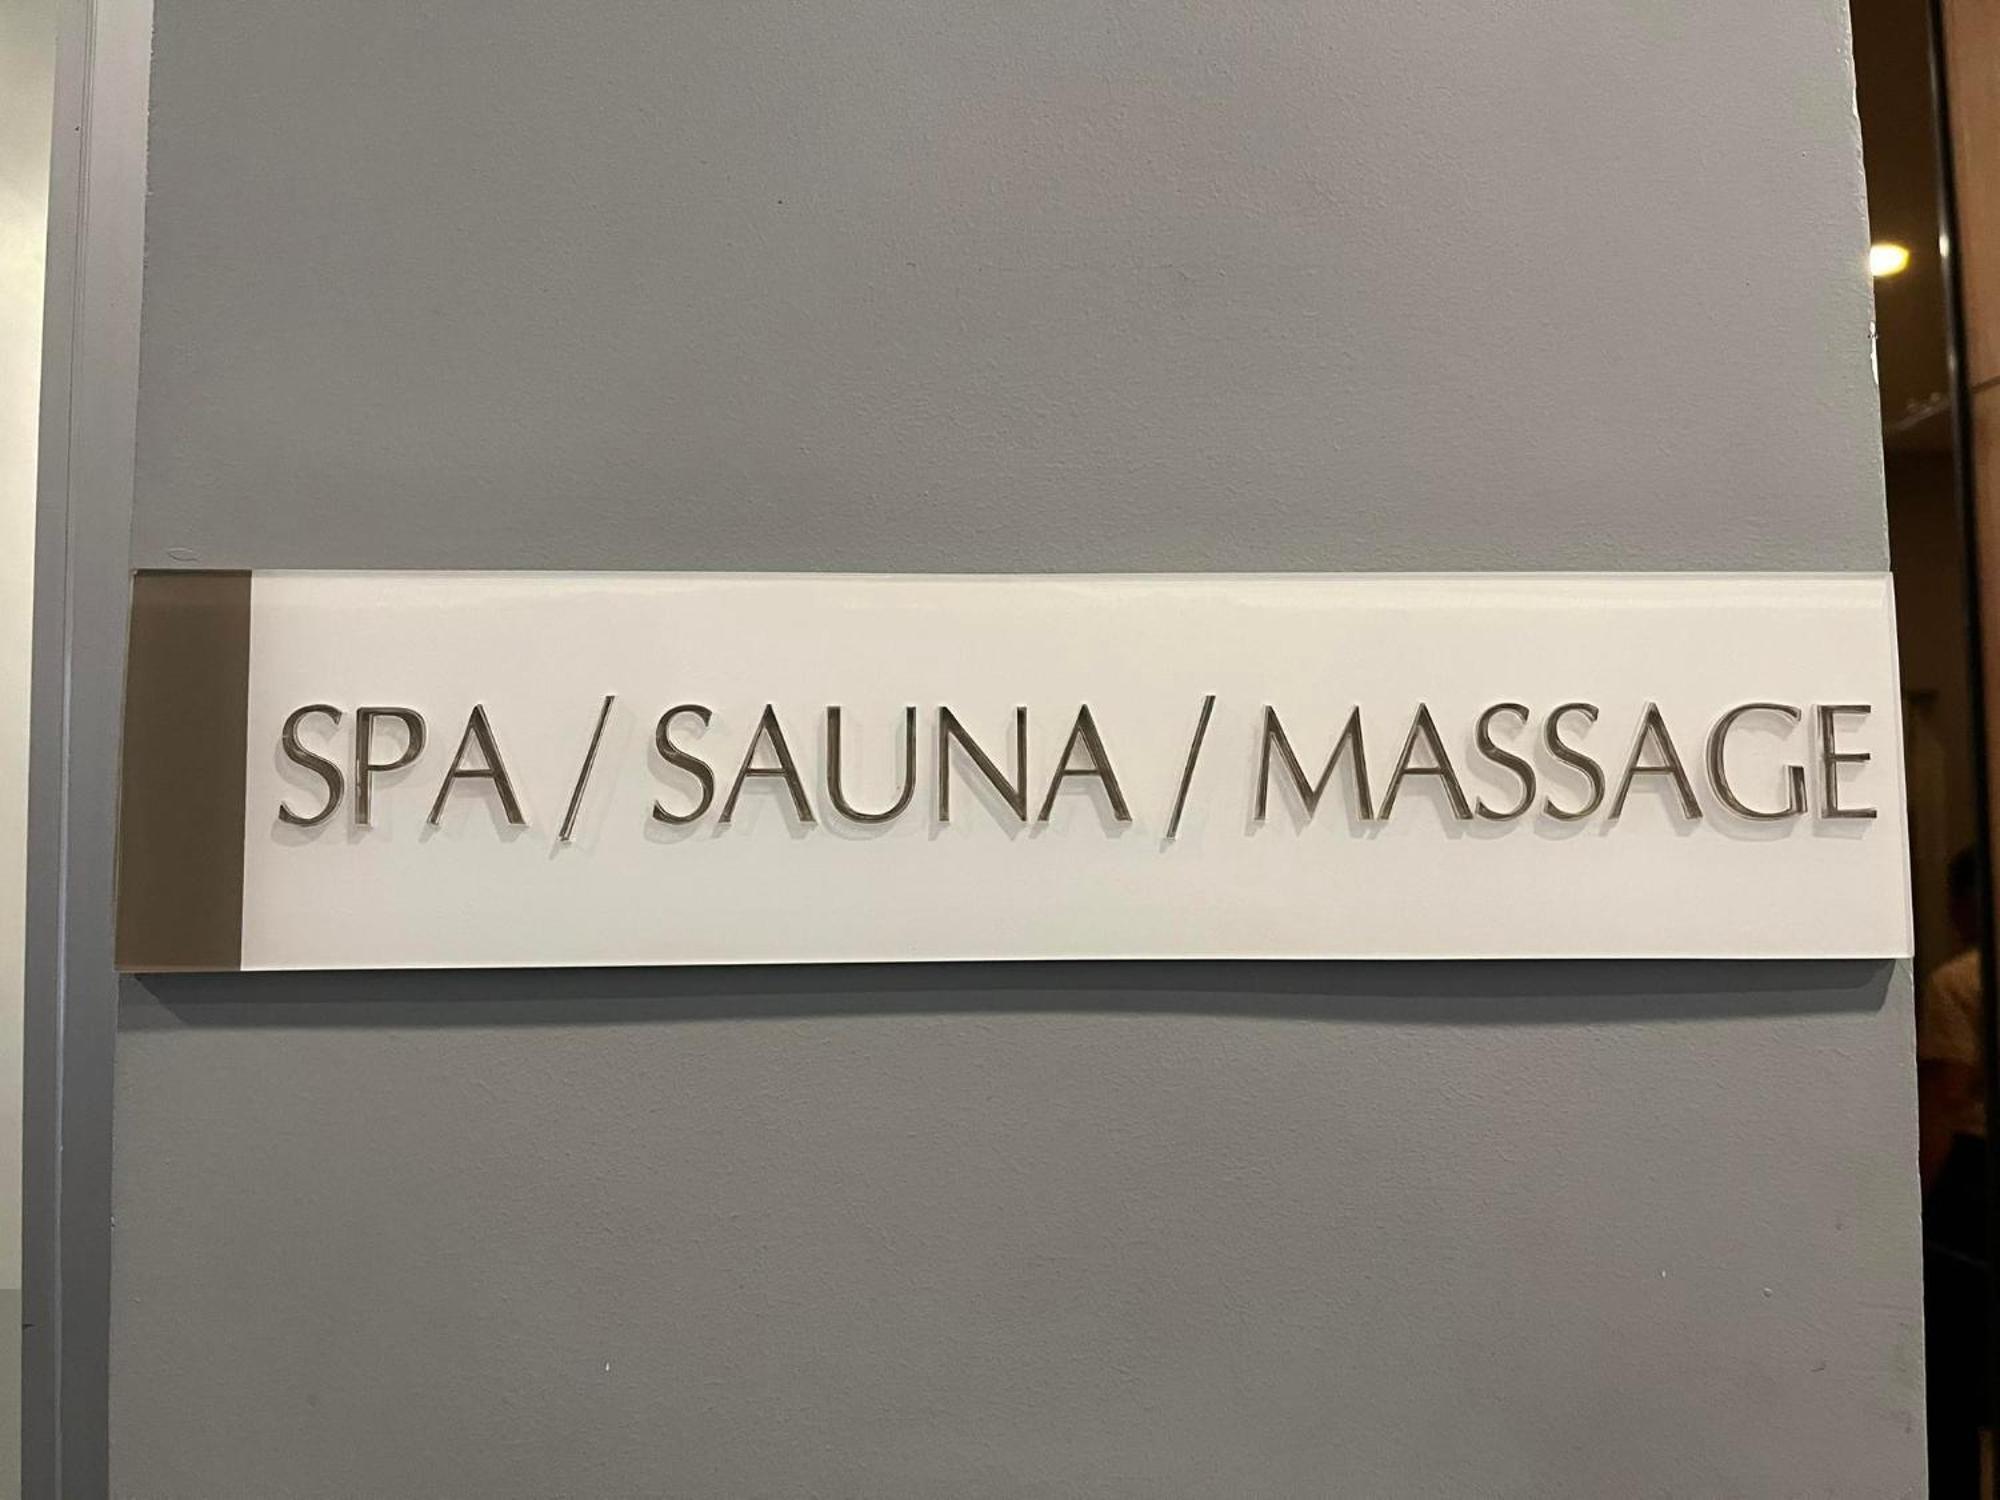 SPA / SAUNA / MASSAGE